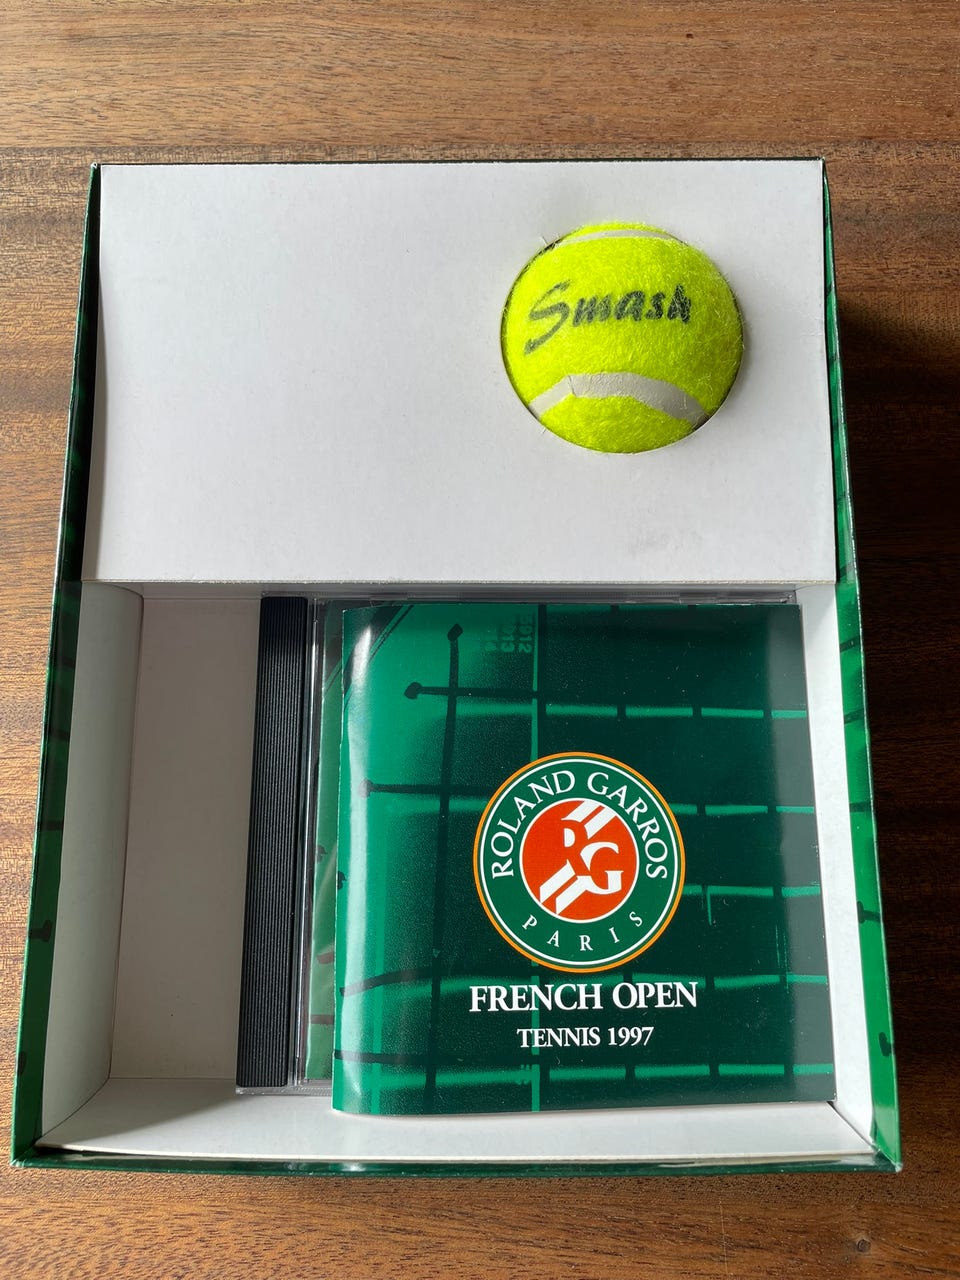 Smash
ROLAND GARROS
RG
PARIS
FRENCH OPEN
TENNIS 1997